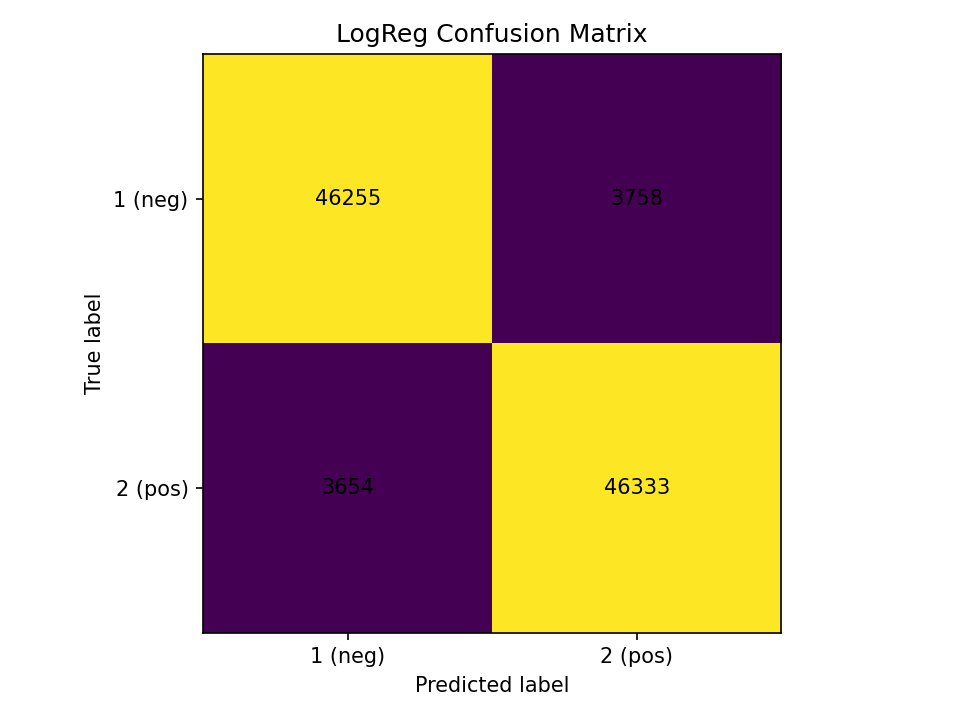 LogReg Confusion Matrix
1 (neg)
46255
3758
True label
2 (pos)
3654
46333
1 (neg)
2 (pos)
Predicted label